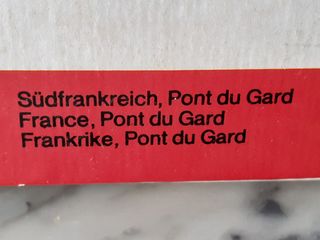 Südfrankreich, Pont du Gard
France, Pont du Gard
Frankrike, Pont du Gard